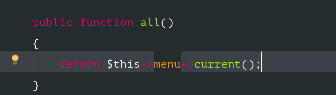 public function all()
{
return $this->menu->current();
}